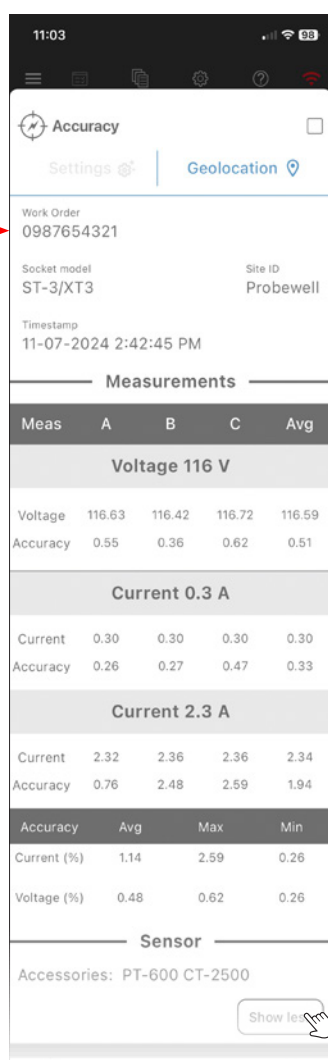 11:03
98
Accuracy
Settings
Geolocation
Work Order
0987654321
Socket model Site ID
ST-3/XT3 Probewell
Timestamp
11-07-2024 2:42:45 PM
Measurements
Meas A B C Avg
Voltage 116 V
Voltage 116.63 116.42 116.72 116.59
Accuracy 0.55 0.36 0.62 0.51
Current 0.3 A
Current 0.30 0.30 0.30 0.30
Accuracy 0.26 0.27 0.47 0.33
Current 2.3 A
Current 2.32 2.36 2.36 2.34
Accuracy 0.76 2.48 2.59 1.94
Accuracy Avg Max Min
Current (%) 1.14 2.59 0.26
Voltage (%) 0.48 0.62 0.26
Sensor
Accessories: PT-600 CT-2500
Show less